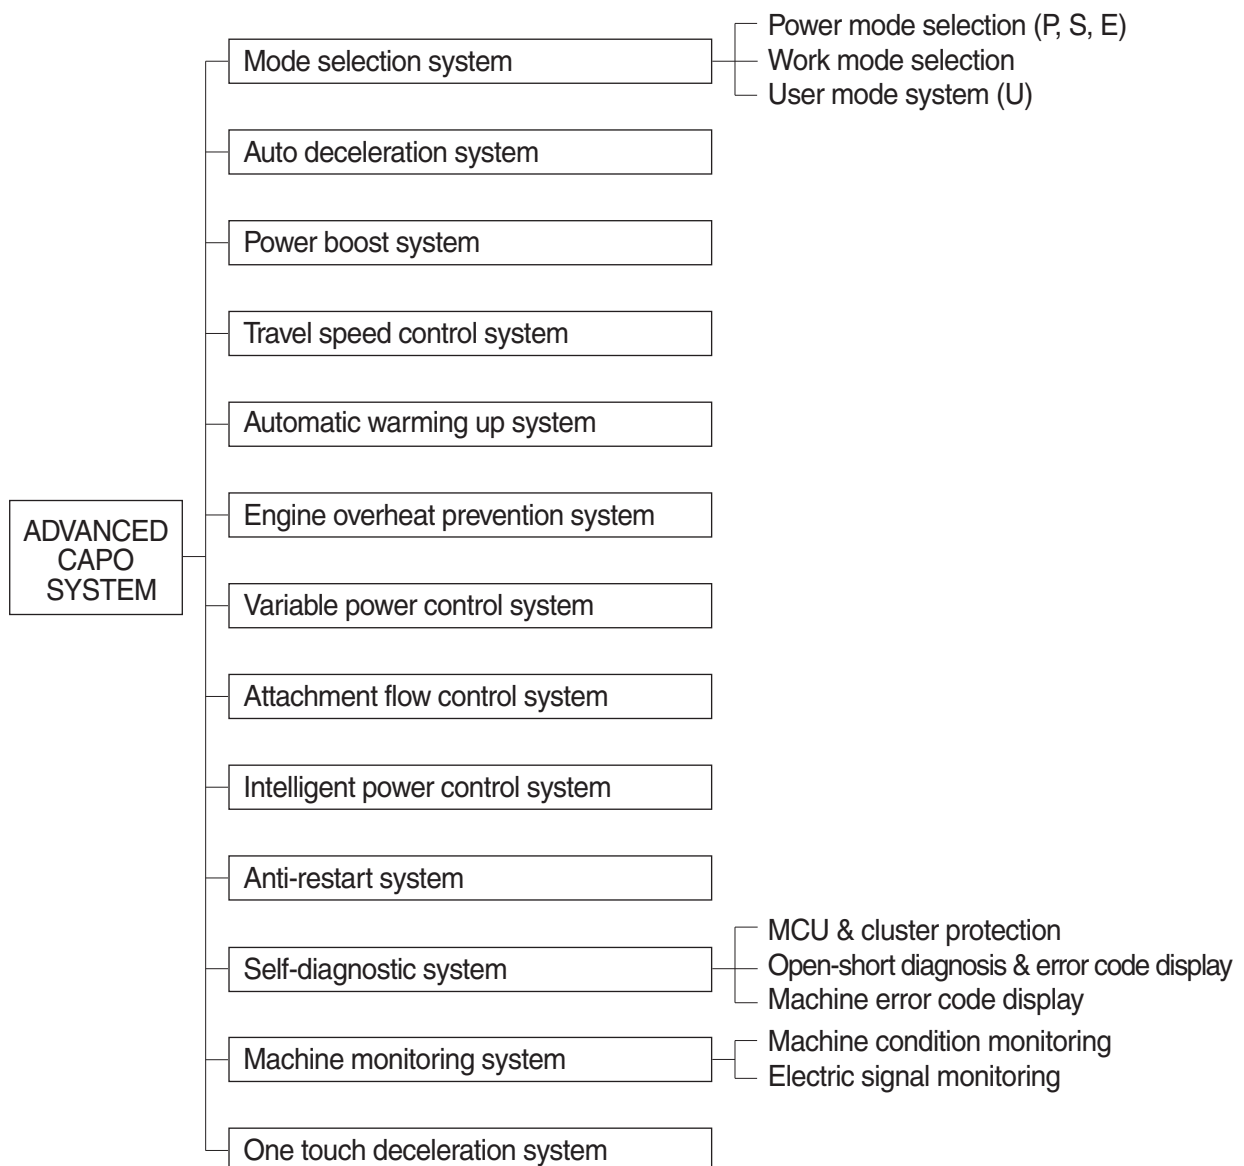 Mode selection system
Power mode selection (P, S, E)
Work mode selection
User mode system (U)
Auto deceleration system
Power boost system
Travel speed control system
Automatic warming up system
Engine overheat prevention system
ADVANCED
CAPO
SYSTEM
Variable power control system
Attachment flow control system
Intelligent power control system
Anti-restart system
Self-diagnostic system
MCU & cluster protection
Open-short diagnosis & error code display
Machine error code display
Machine monitoring system
Machine condition monitoring
Electric signal monitoring
One touch deceleration system